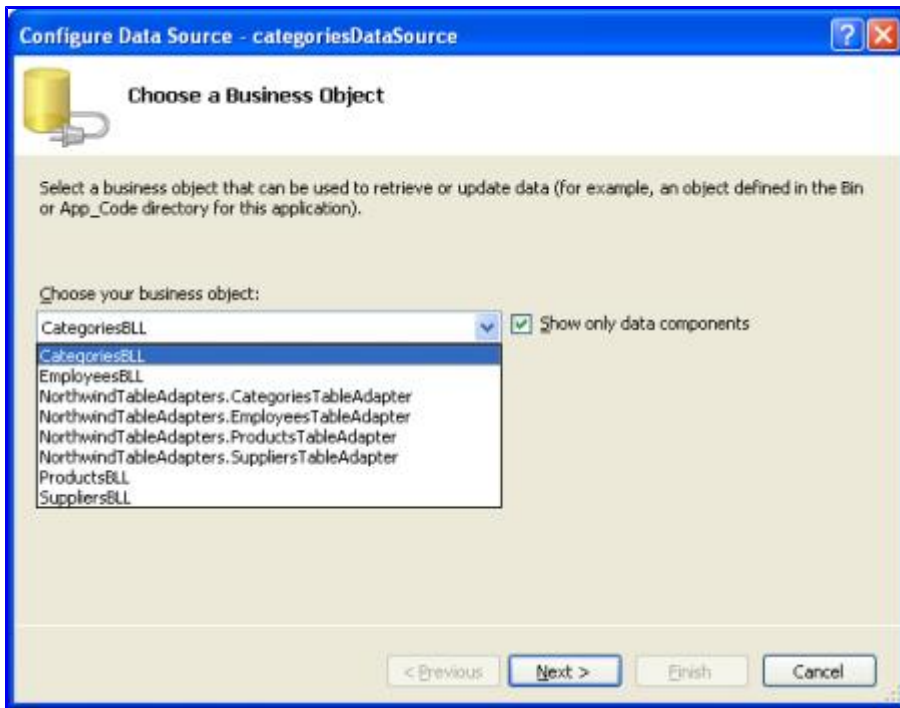 Configure Data Source - categoriesDataSource
Choose a Business Object
Select a business object that can be used to retrieve or update data (for example, an object defined in the Bin
or App_Code directory for this application).
Choose your business object:
CategoriesBLL
Show only data components
CategoriesBLL
EmployeesBLL
NorthwindTableAdapters.CategoriesTableAdapter
NorthwindTableAdapters.EmployeesTableAdapter
NorthwindTableAdapters.ProductsTableAdapter
NorthwindTableAdapters.SuppliersTableAdapter
ProductsBLL
SuppliersBLL
< Previous
Next >
Finish
Cancel